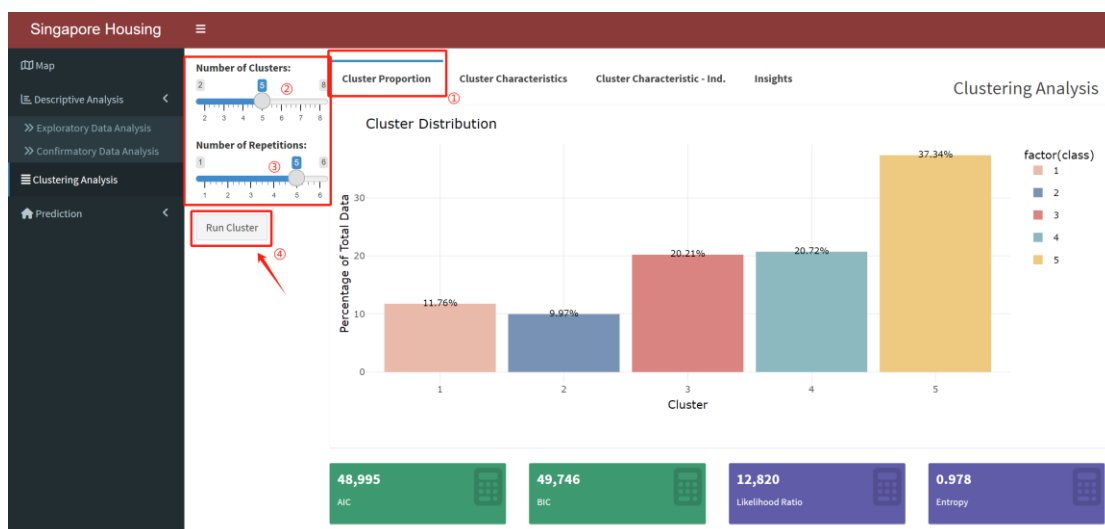 Singapore Housing
Map
Descriptive Analysis
Exploratory Data Analysis
Confirmatory Data Analysis
Clustering Analysis
Prediction
Number of Clusters:
2 5 8
②
2 3 4 5 6 7 8
Number of Repetitions:
1 5 6
③
1 2 3 4 5 6
Run Cluster
④
Cluster Proportion Cluster Characteristics Cluster Characteristic - Ind. Insights
①
Clustering Analysis
Cluster Distribution
Percentage of Total Data
30
20
10
0
11.76%
9.97%
20.21%
20.72%
37.34%
1 2 3 4 5
Cluster
factor(class)
1
2
3
4
5
48,995
AIC
49,746
BIC
12,820
Likelihood Ratio
0.978
Entropy